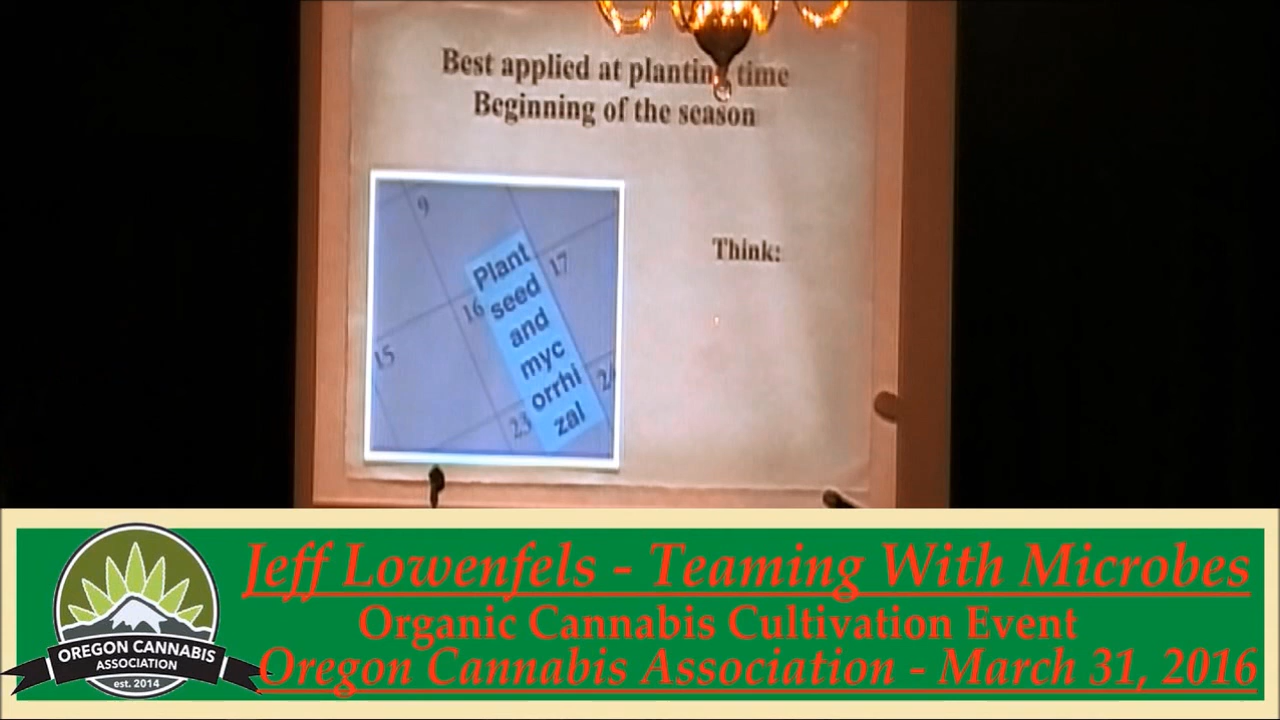 Best applied at planting time
Beginning of the season
9
Plant
seed
and
myc
orrhi
zal
17
16
15
23
Think:
Jeff Lowenfels - Teaming With Microbes
Organic Cannabis Cultivation Event
Oregon Cannabis Association - March 31, 2016
OREGON CANNABIS
ASSOCIATION
est. 2014